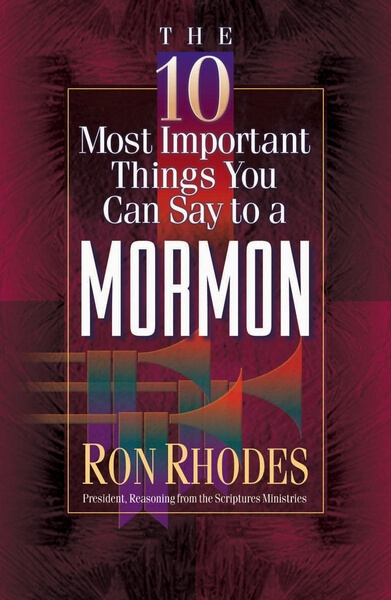 THE
10
Most Important
Things You
Can Say to a
MORMON
RON RHODES
President, Reasoning from the Scriptures Ministries